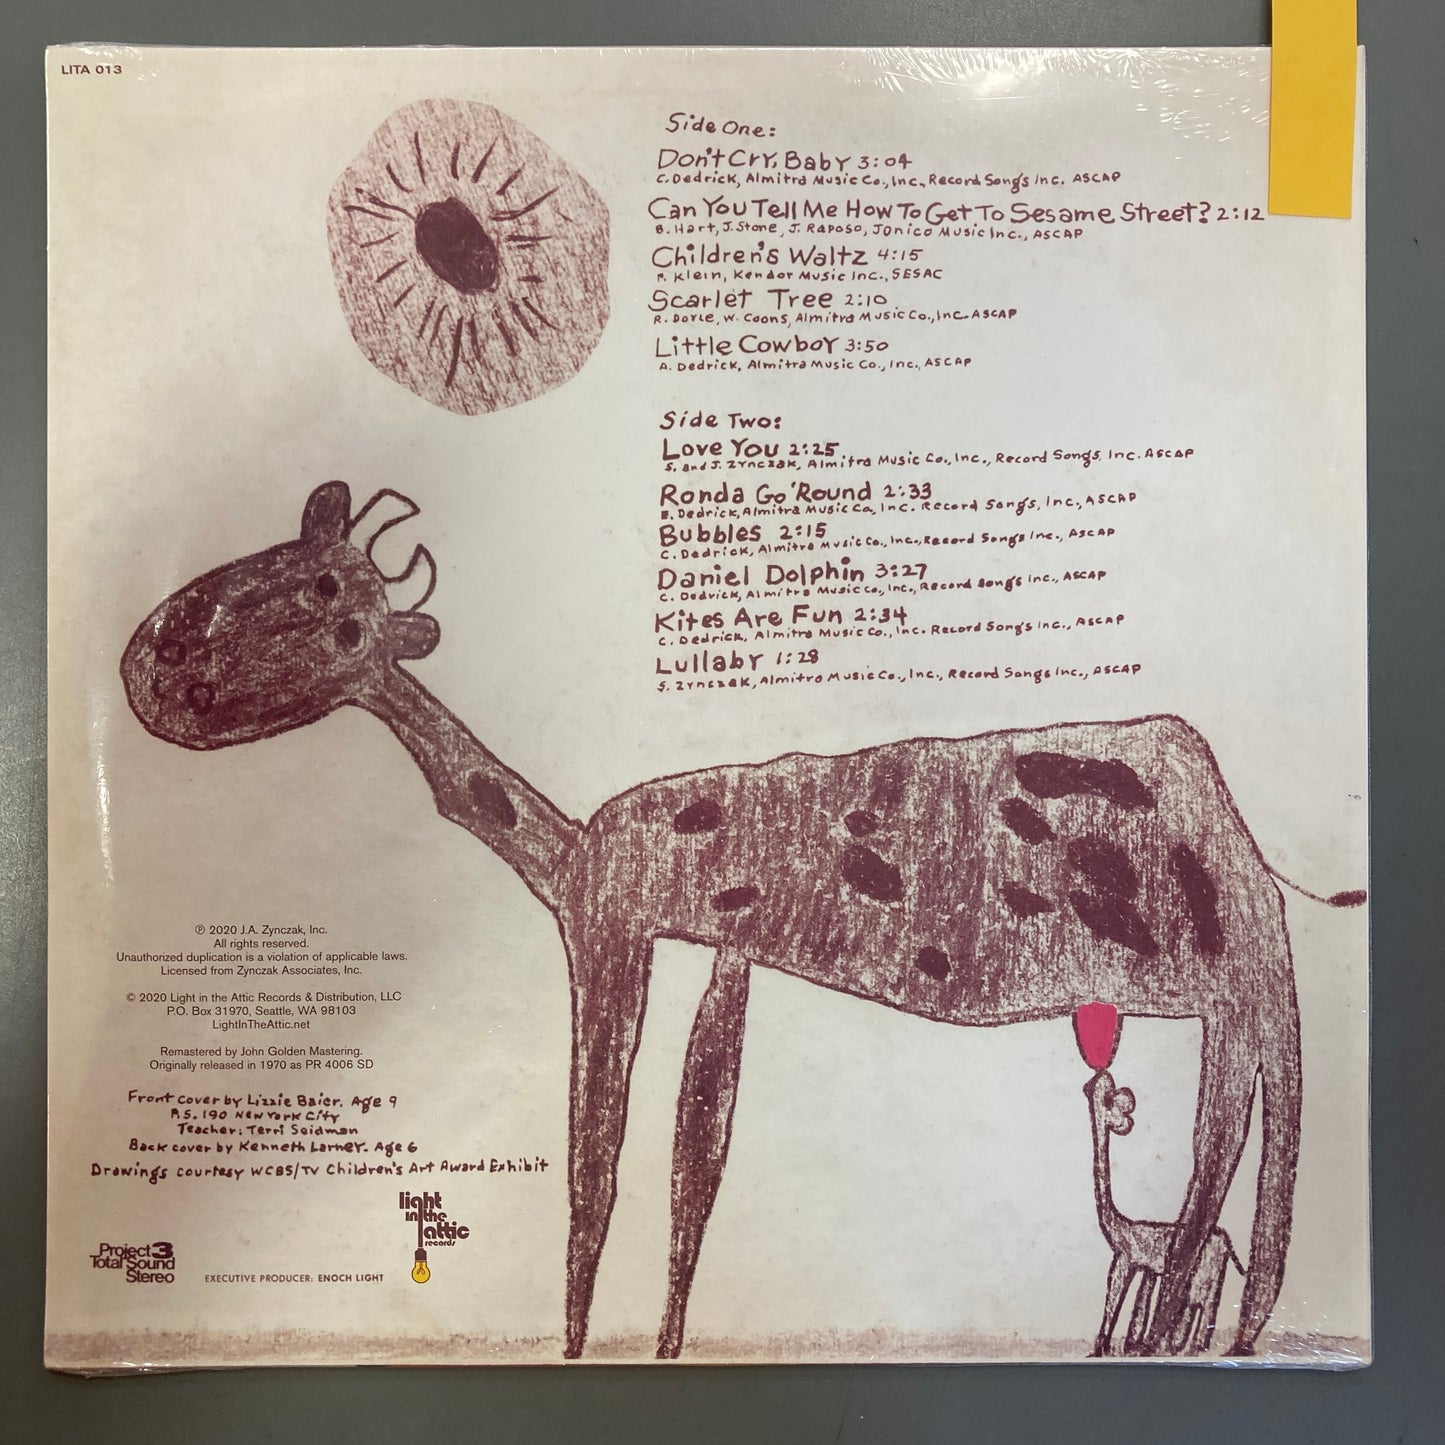 LITA 013
Side One:
Don't Cry, Baby 3:04
C. Dedrick, Almitra Music Co., Inc., Record Songs Inc. ASCAP
Can You Tell Me How To Get To Sesame Street? 2:12
B. Hart, J. Stone, J. Raposo, Jonico Music Inc., ASCAP
Children's Waltz 4:15
P. Klein, Kendor Music Inc., SESAC
Scarlet Tree 2:10
R. Doyle, W. Coons, Almitra Music Co., Inc. ASCAP
Little Cowboy 3:50
A. Dedrick, Almitra Music Co., Inc., ASCAP
Side Two:
Love You 2:25
S. and J. Zynczak, Almitra Music Co., Inc., Record Songs, Inc. ASCAP
Ronda Go 'Round 2:33
E. Dedrick, Almitra Music Co, Inc. Record Songs, Inc., ASCAP
Bubbles 2:15
C. Dedrick, Almitra Music Co., Inc., Record Songs Inc., ASCAP
Daniel Dolphin 3:27
C. Dedrick, Almitra Music Co., Inc., Record Songs Inc., ASCAP
Kites Are Fun 2:34
C. Dedrick, Almitra Music Co., Inc. Record Songs Inc., ASCAP
Lullaby 1:28
S. Zynczak, Almitra Music Co., Inc., Record Songs Inc., ASCAP
℗ 2020 J.A. Zynczak, Inc.
All rights reserved.
Unauthorized duplication is a violation of applicable laws.
Licensed from Zynczak Associates, Inc.
© 2020 Light in the Attic Records & Distribution, LLC
P.O. Box 31970, Seattle, WA 98103
LightInTheAttic.net
Remastered by John Golden Mastering.
Originally released in 1970 as PR 4006 SD
Front cover by Lizzie Baier. Age 9
P.S. 190 New York City
Teacher: Terri Seidman
Back cover by Kenneth Larner. Age 6
Drawings courtesy WCBS/TV Children's Art Award Exhibit
light
in the
attic
records
Project 3
Total Sound
Stereo
EXECUTIVE PRODUCER: ENOCH LIGHT